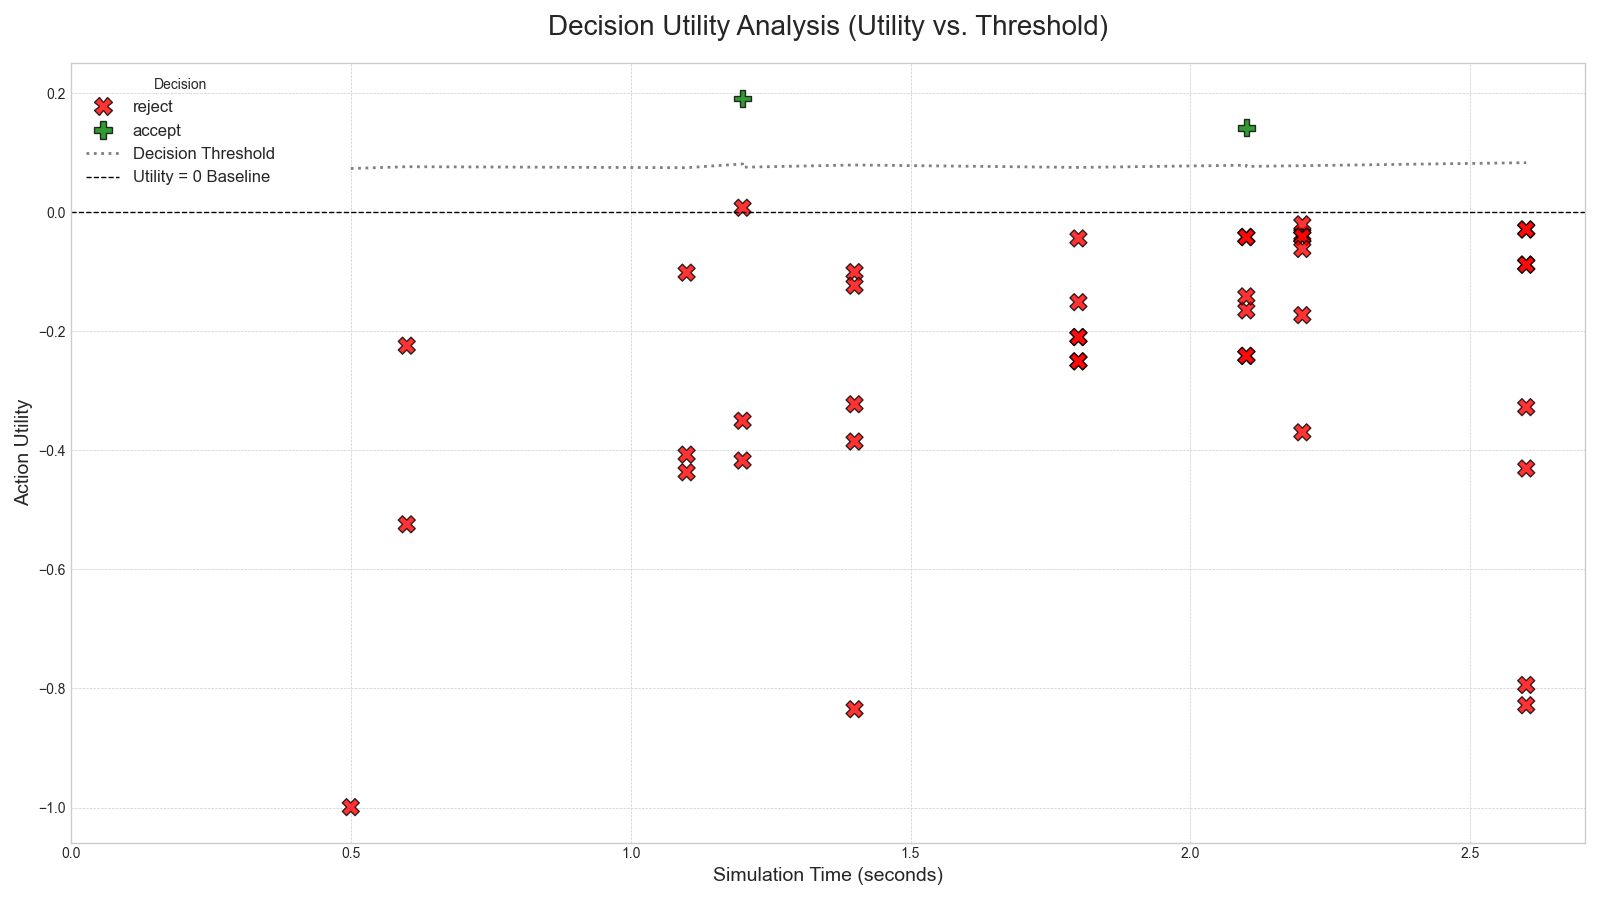 Decision Utility Analysis (Utility vs. Threshold)
Decision
reject
accept
Decision Threshold
Utility = 0 Baseline
Action Utility
0.2
0.0
−0.2
−0.4
−0.6
−0.8
−1.0
0.0
0.5
1.0
1.5
2.0
2.5
Simulation Time (seconds)